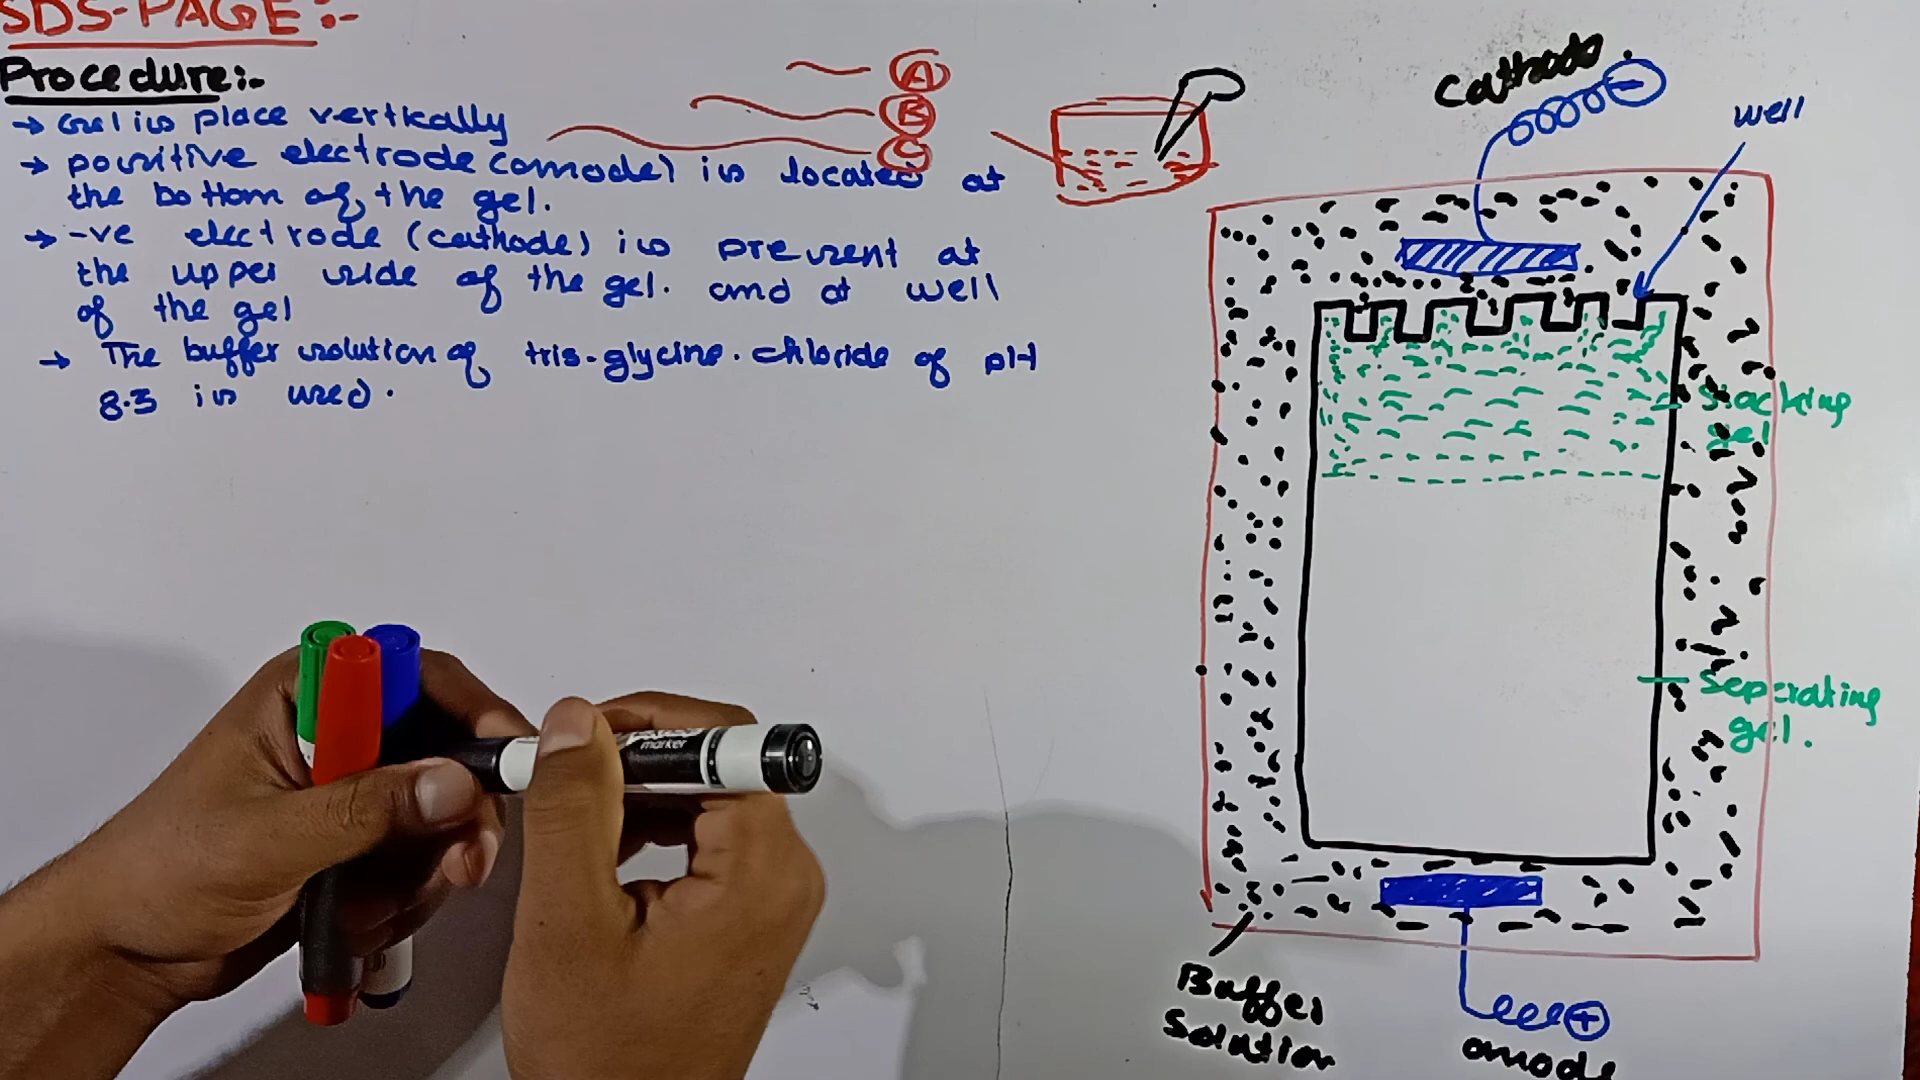 SDS-PAGE:-
Procedure:-
→ Gel is place vertically
→ positive electrode (anode) is located at
the bottom of the gel.
→ -ve electrode (cathode) is present at
the upper side of the gel. and at well
of the gel
→ The buffer solution of tris-glycine.chloride of pH
8.3 is used.
A
B
C
Cathode
-
well
Stacking
gel
Seperating
gel.
Buffer
Solution
+
anode
marker